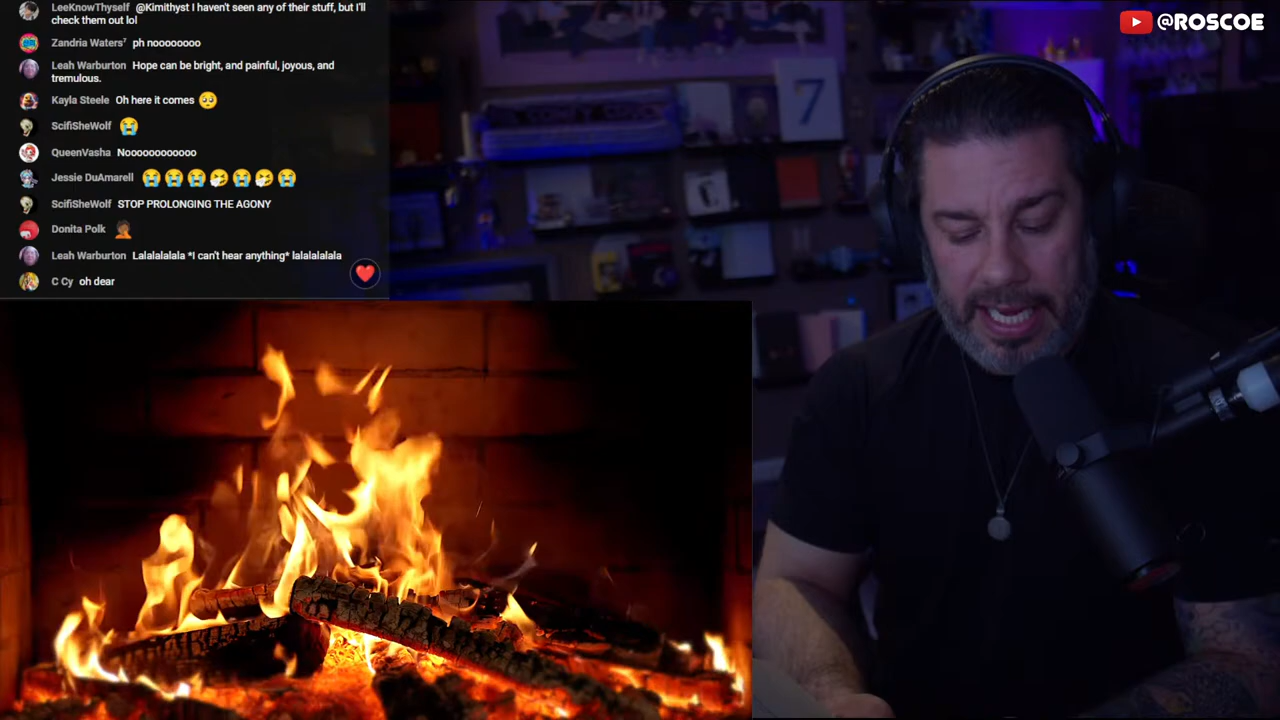 LeeKnowThyself @Kimithyst I haven't seen any of their stuff, but I'll
check them out lol
Zandria Waters⁷ ph nooooooooo
Leah Warburton Hope can be bright, and painful, joyous, and
tremulous.
Kayla Steele Oh here it comes 🥺
ScifiSheWolf 😭
QueenVasha Nooooooooooo
Jessie DuAmarell 😭😭😭🤧😭🤧😭
ScifiSheWolf STOP PROLONGING THE AGONY
Donita Polk 🤦🏾
Leah Warburton Lalalalalala *I can't hear anything* lalalalalala
C Cy oh dear
@ROSCOE
7